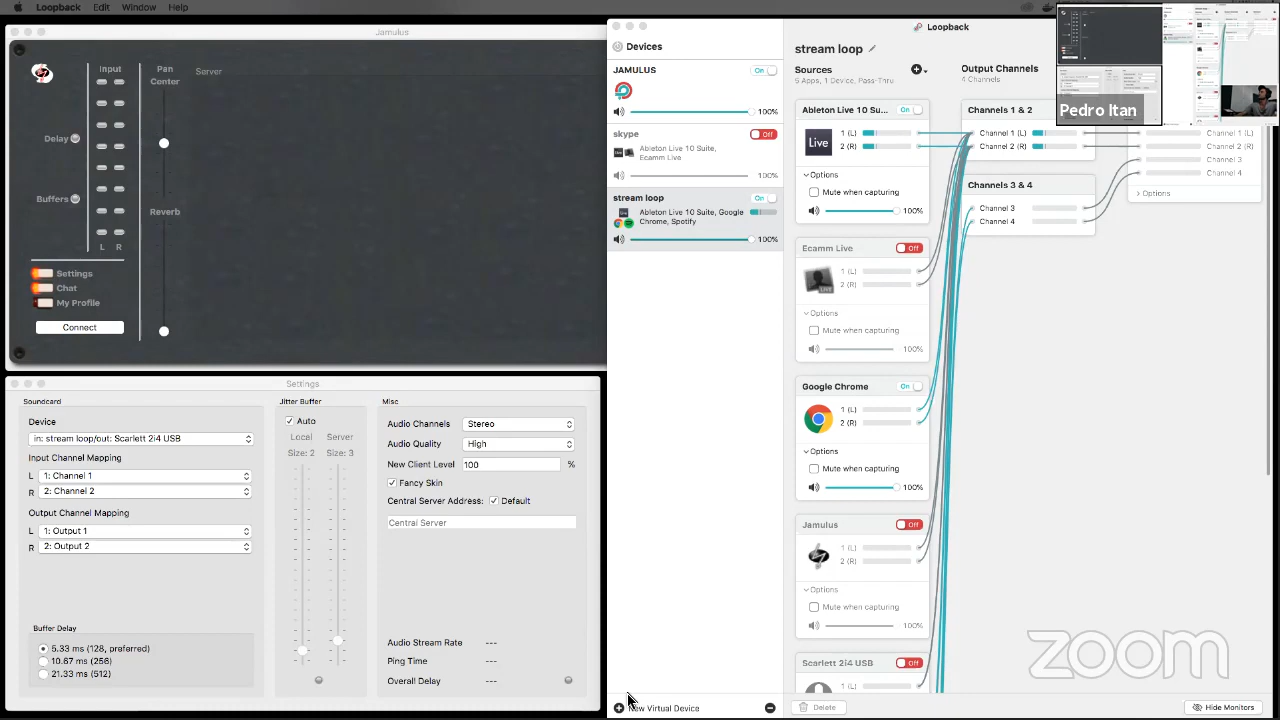 Loopback Edit Window Help
Jamulus
Input
Pan
Center
Server
Delay
Buffers
Reverb
L R
Settings
Chat
My Profile
Connect
Settings
Soundcard
Device
in: stream loop/out: Scarlett 2i4 USB
Input Channel Mapping
L 1: Channel 1
R 2: Channel 2
Output Channel Mapping
L 1: Output 1
R 2: Output 2
Buffer Delay
5.33 ms (128, preferred)
10.67 ms (256)
21.33 ms (512)
Jitter Buffer
Auto
Local Server
Size: 2 Size: 3
Misc
Audio Channels Stereo
Audio Quality High
New Client Level 100 %
Fancy Skin
Central Server Address: Default
Central Server
Audio Stream Rate ---
Ping Time ---
Overall Delay ---
Loopback
Devices
JAMULUS On
100%
skype Off
Ableton Live 10 Suite,
Ecamm Live
100%
stream loop On
Ableton Live 10 Suite, Google
Chrome, Spotify
100%
New Virtual Device
stream loop
Sources
Output Channels
4 Channels
Ableton Live 10 Su... On
Live
1 (L)
2 (R)
Options
Mute when capturing
100%
Ecamm Live Off
LIVE
1 (L)
2 (R)
Options
Mute when capturing
100%
Google Chrome On
1 (L)
2 (R)
Options
Mute when capturing
100%
Jamulus Off
1 (L)
2 (R)
Options
Mute when capturing
100%
Scarlett 2i4 USB Off
1 (L)
Channels 1 & 2
Channel 1 (L)
Channel 2 (R)
Channels 3 & 4
Channel 3
Channel 4
Channel 1 (L)
Channel 2 (R)
Channel 3
Channel 4
Options
Pedro Itan
zoom
Delete
Hide Monitors